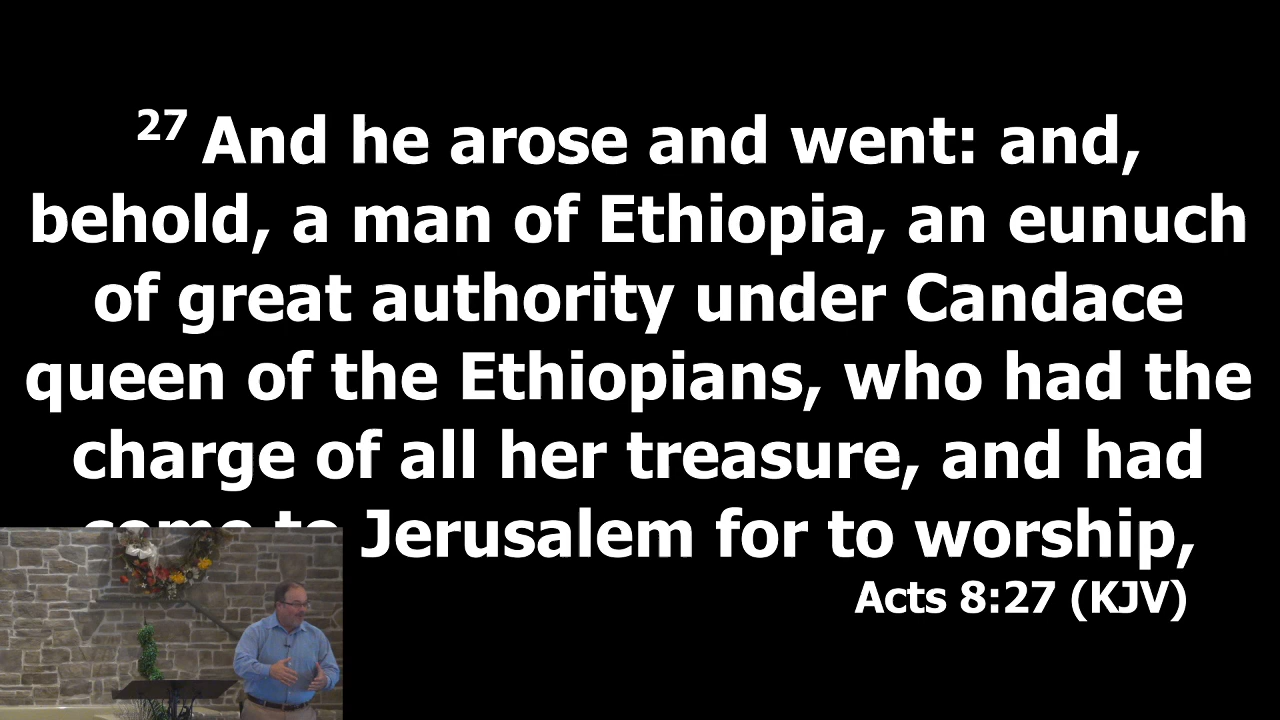 27 And he arose and went: and,
behold, a man of Ethiopia, an eunuch
of great authority under Candace
queen of the Ethiopians, who had the
charge of all her treasure, and had
come to Jerusalem for to worship,
Acts 8:27 (KJV)